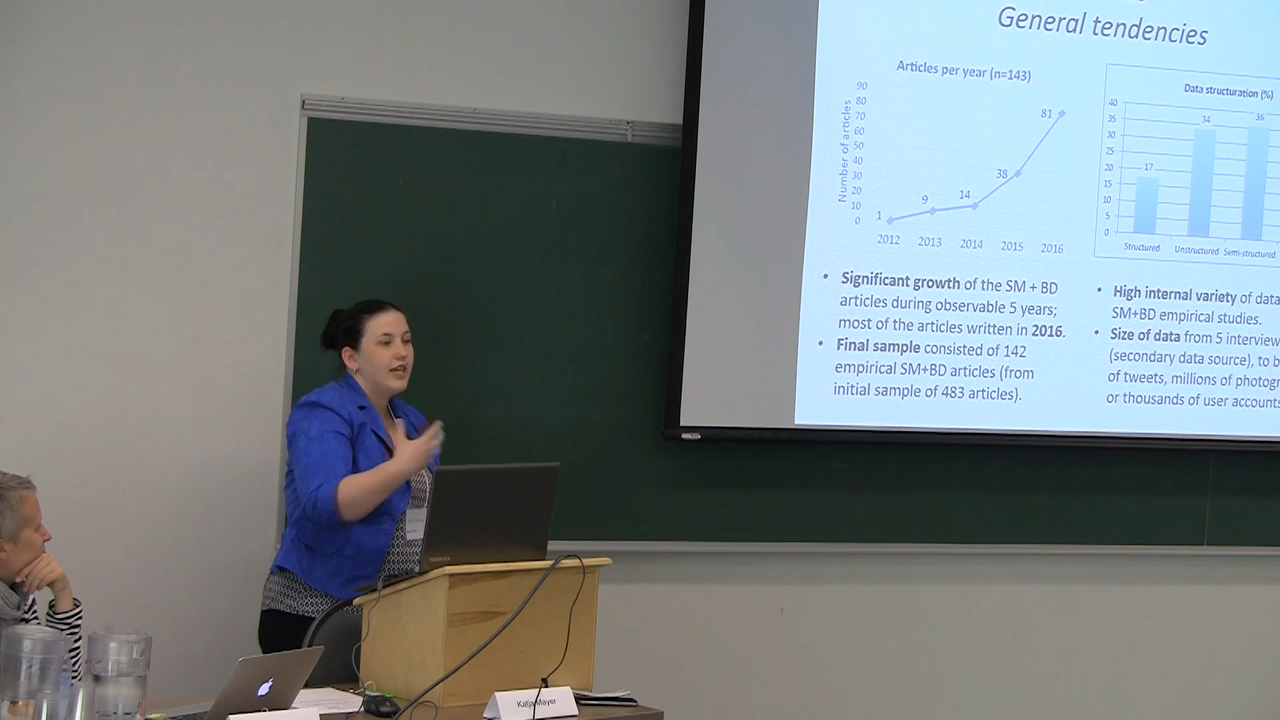 General tendencies
Articles per year (n=143)
Number of articles
90
80
70
60
50
40
30
20
10
0
1
9
14
38
81
2012 2013 2014 2015 2016
• Significant growth of the SM + BD
articles during observable 5 years;
most of the articles written in 2016.
• Final sample consisted of 142
empirical SM+BD articles (from
initial sample of 483 articles).
Data structuration (%)
40
35
30
25
20
15
10
5
0
17
34
36
Structured Unstructured Semi-structured
• High internal variety of data
SM+BD empirical studies.
• Size of data from 5 interview
(secondary data source), to b
of tweets, millions of photogr
or thousands of user accounts
TOSHIBA
Katja Mayer